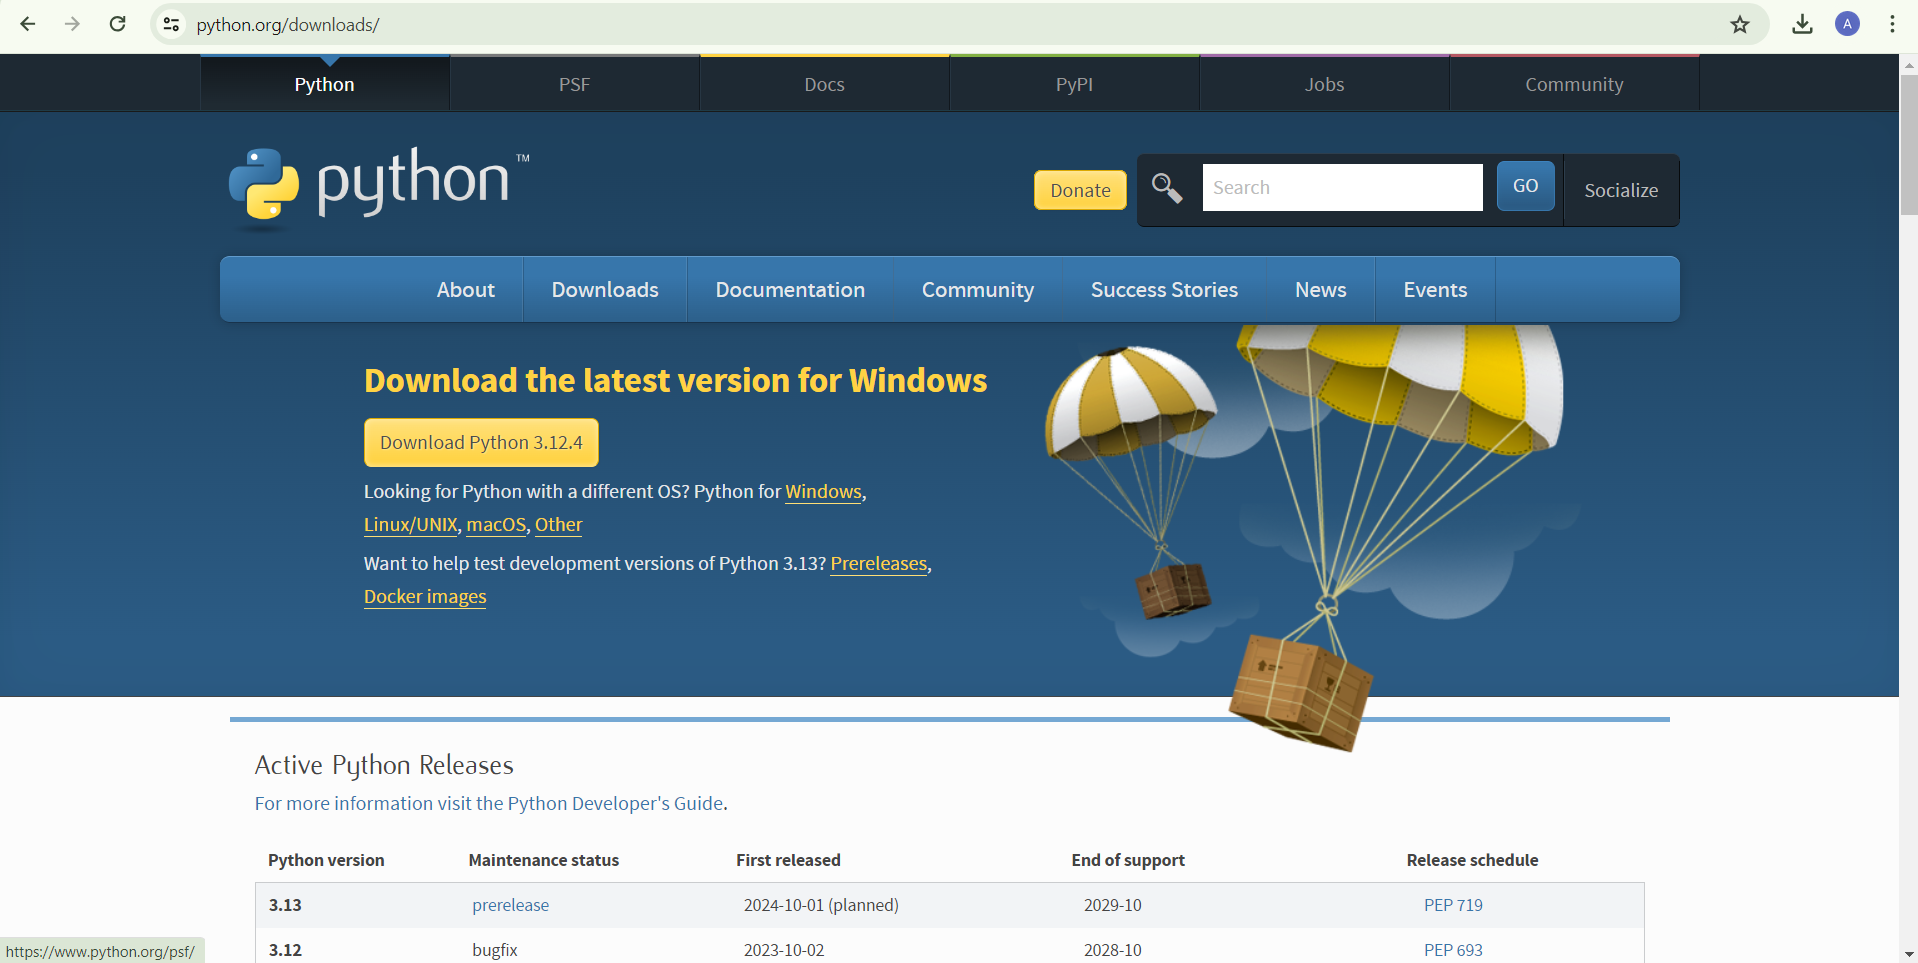 python.org/downloads/
A
Python PSF Docs PyPI Jobs Community
python™
Donate Search GO Socialize
About Downloads Documentation Community Success Stories News Events
Download the latest version for Windows
Download Python 3.12.4
Looking for Python with a different OS? Python for Windows,
Linux/UNIX, macOS, Other
Want to help test development versions of Python 3.13? Prereleases,
Docker images
Active Python Releases
For more information visit the Python Developer's Guide.
Python version Maintenance status First released End of support Release schedule
3.13 prerelease 2024-10-01 (planned) 2029-10 PEP 719
3.12 bugfix 2023-10-02 2028-10 PEP 693
https://www.python.org/psf/